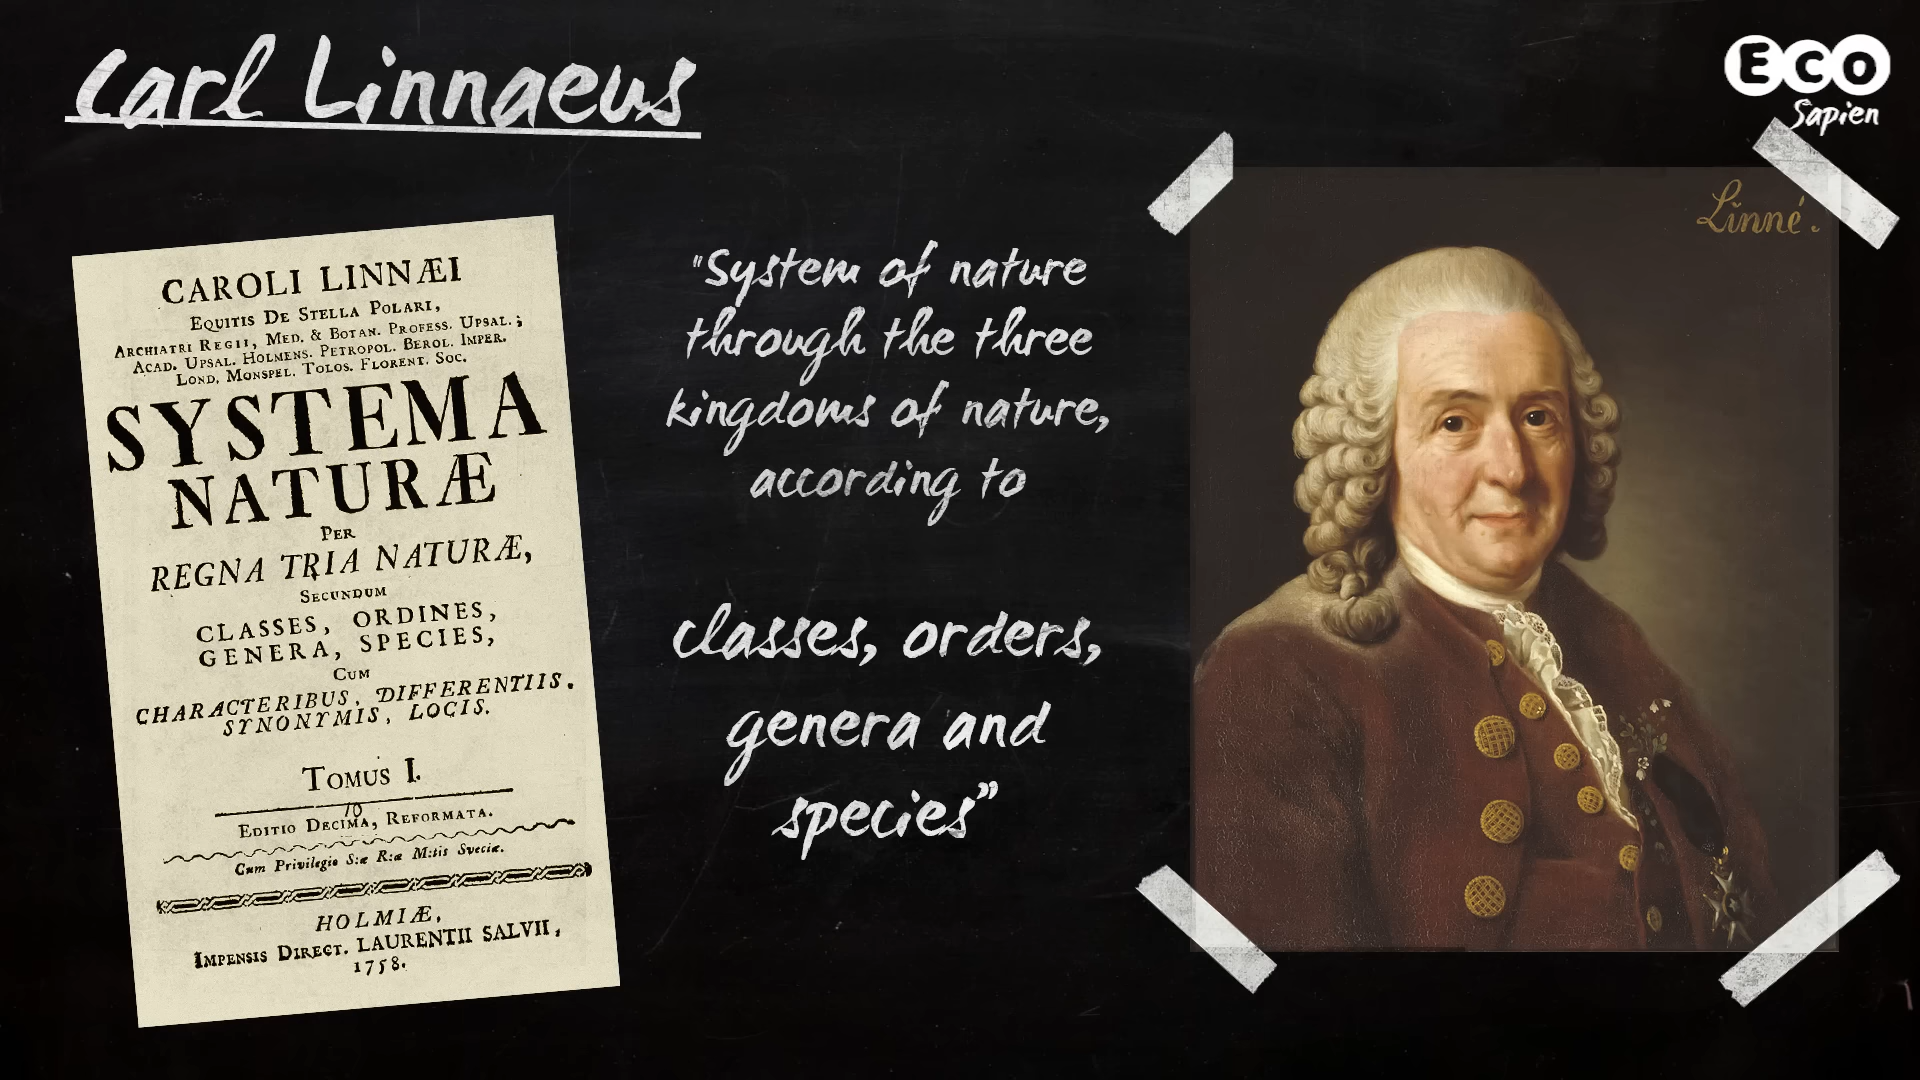 Carl Linnaeus
ECO
Sapien
CAROLI LINNÆI
EQUITIS DE STELLA POLARI,
ARCHIATRI REGII, MED. & BOTAN. PROFESS. UPSAL.;
ACAD. UPSAL. HOLMENS. PETROPOL. BEROL. IMPER.
LOND. MONSPEL. TOLOS. FLORENT. SOC.
SYSTEMA
NATURÆ
PER
REGNA TRIA NATURÆ,
SECUNDUM
CLASSES, ORDINES,
GENERA, SPECIES,
CUM
CHARACTERIBUS, DIFFERENTIIS.
SYNONYMIS, LOCIS.
TOMUS I.
10
EDITIO DECIMA, REFORMATA.
Cum Privilegio S:æ R:æ M:tis Sveciæ.
HOLMIÆ,
IMPENSIS DIRECT. LAURENTII SALVII,
1758.
"System of nature
through the three
kingdoms of nature,
according to
classes, orders,
genera and
species"
Linné.